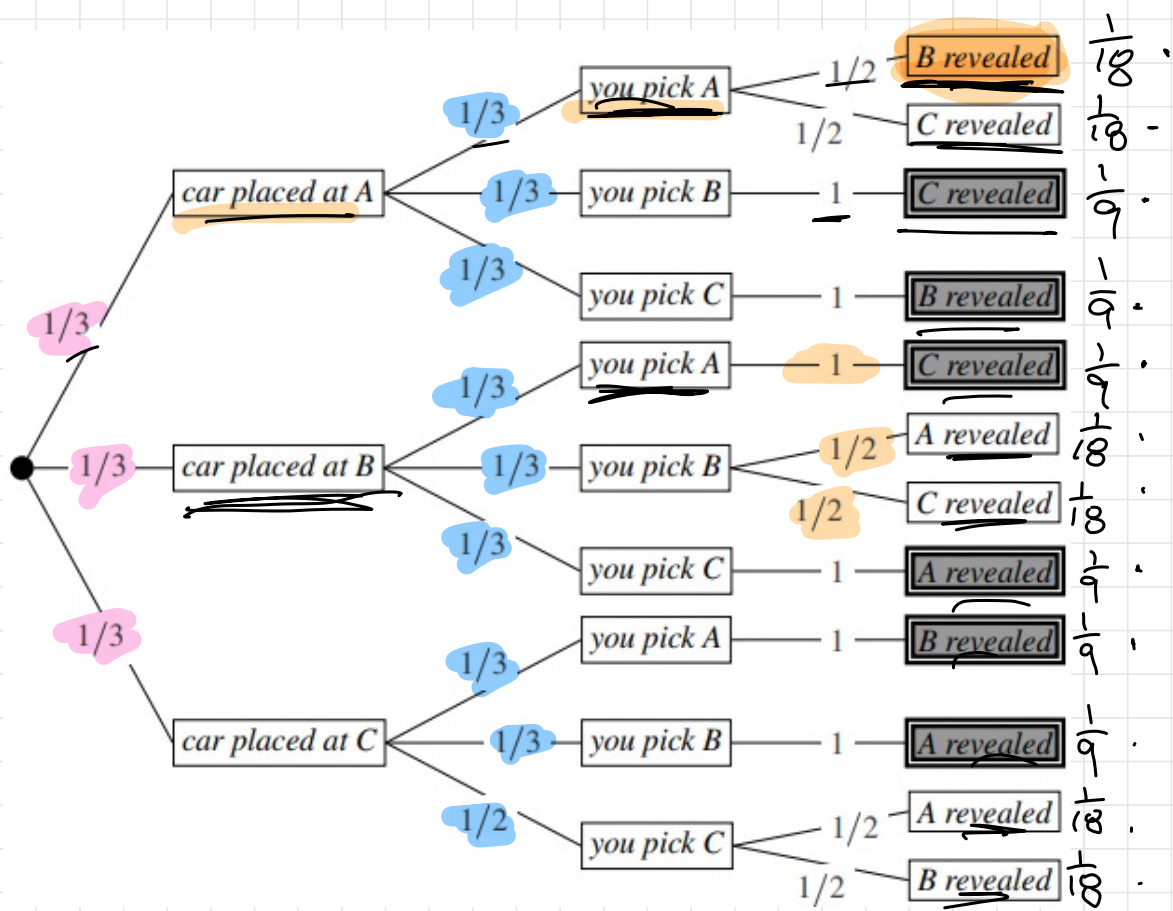 1/3
car placed at A
1/3
you pick A
1/2
B revealed
1/18
1/2
C revealed
1/18
1/3
you pick B
1
C revealed
1/9
1/3
you pick C
1
B revealed
1/9
1/3
car placed at B
1/3
you pick A
1
C revealed
1/9
1/3
you pick B
1/2
A revealed
1/18
1/2
C revealed
1/18
1/3
you pick C
1
A revealed
1/9
1/3
car placed at C
1/3
you pick A
1
B revealed
1/9
1/3
you pick B
1
A revealed
1/9
1/2
you pick C
1/2
A revealed
1/18
1/2
B revealed
1/18